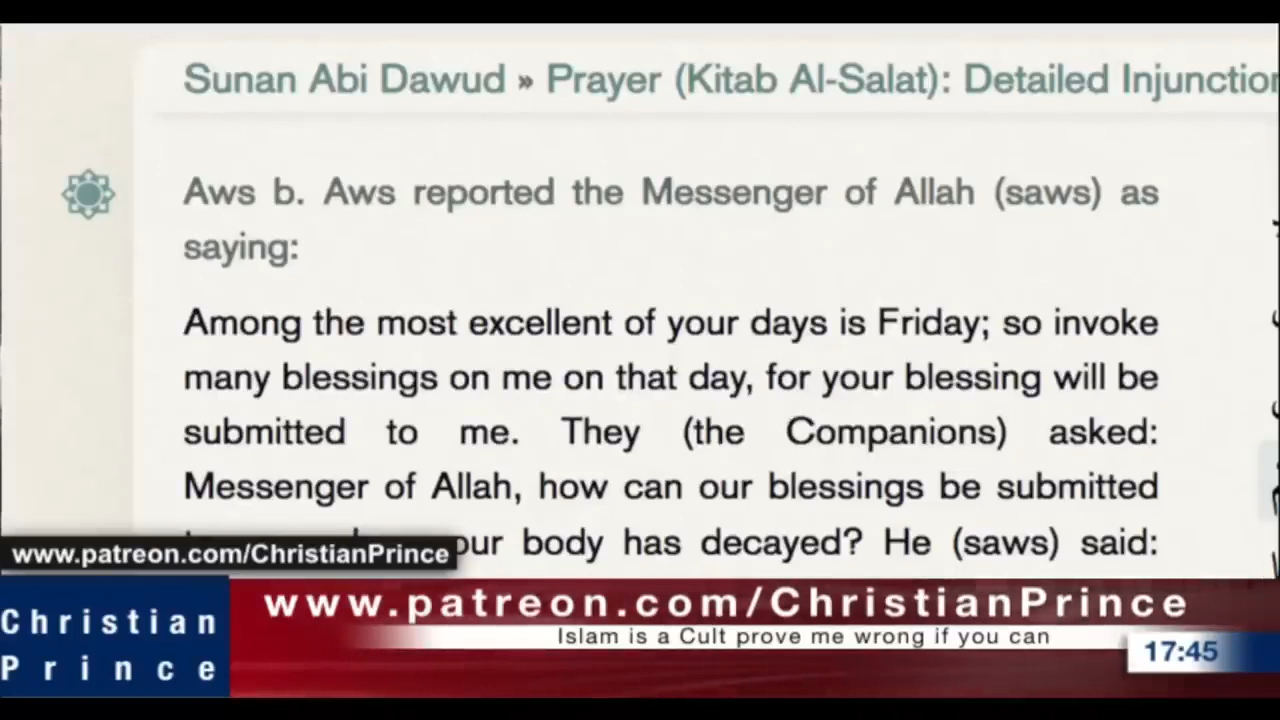 Sunan Abi Dawud » Prayer (Kitab Al-Salat): Detailed Injunction
Aws b. Aws reported the Messenger of Allah (saws) as
saying:
Among the most excellent of your days is Friday; so invoke
many blessings on me on that day, for your blessing will be
submitted to me. They (the Companions) asked:
Messenger of Allah, how can our blessings be submitted
our body has decayed? He (saws) said:
www.patreon.com/ChristianPrince
www.patreon.com/ChristianPrince
Islam is a Cult prove me wrong if you can
Christian
Prince
17:45